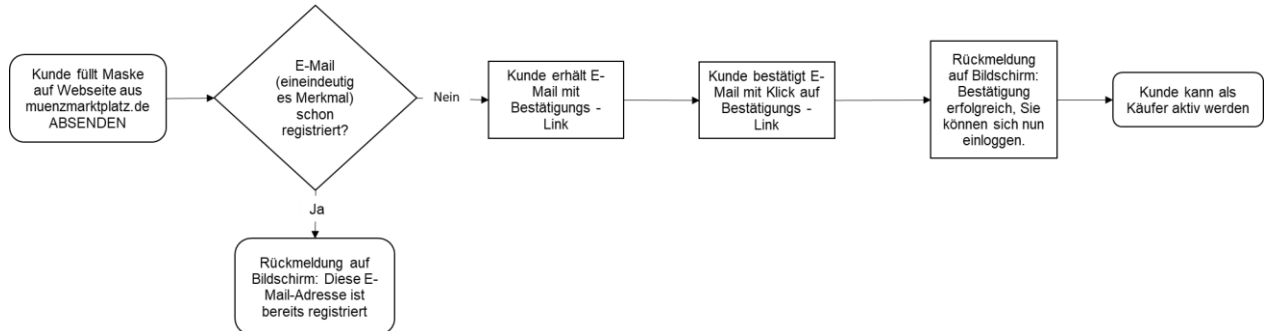 Kunde füllt Maske
auf Webseite aus
muenzmarktplatz.de
ABSENDEN
E-Mail
(eineindeutig
es Merkmal)
schon
registriert?
Nein
Kunde erhält E-
Mail mit
Bestätigungs -
Link
Kunde bestätigt E-
Mail mit Klick auf
Bestätigungs -
Link
Rückmeldung
auf Bildschirm:
Bestätigung
erfolgreich, Sie
können sich nun
einloggen.
Kunde kann als
Käufer aktiv werden
Ja
Rückmeldung auf
Bildschirm: Diese E-
Mail-Adresse ist
bereits registriert